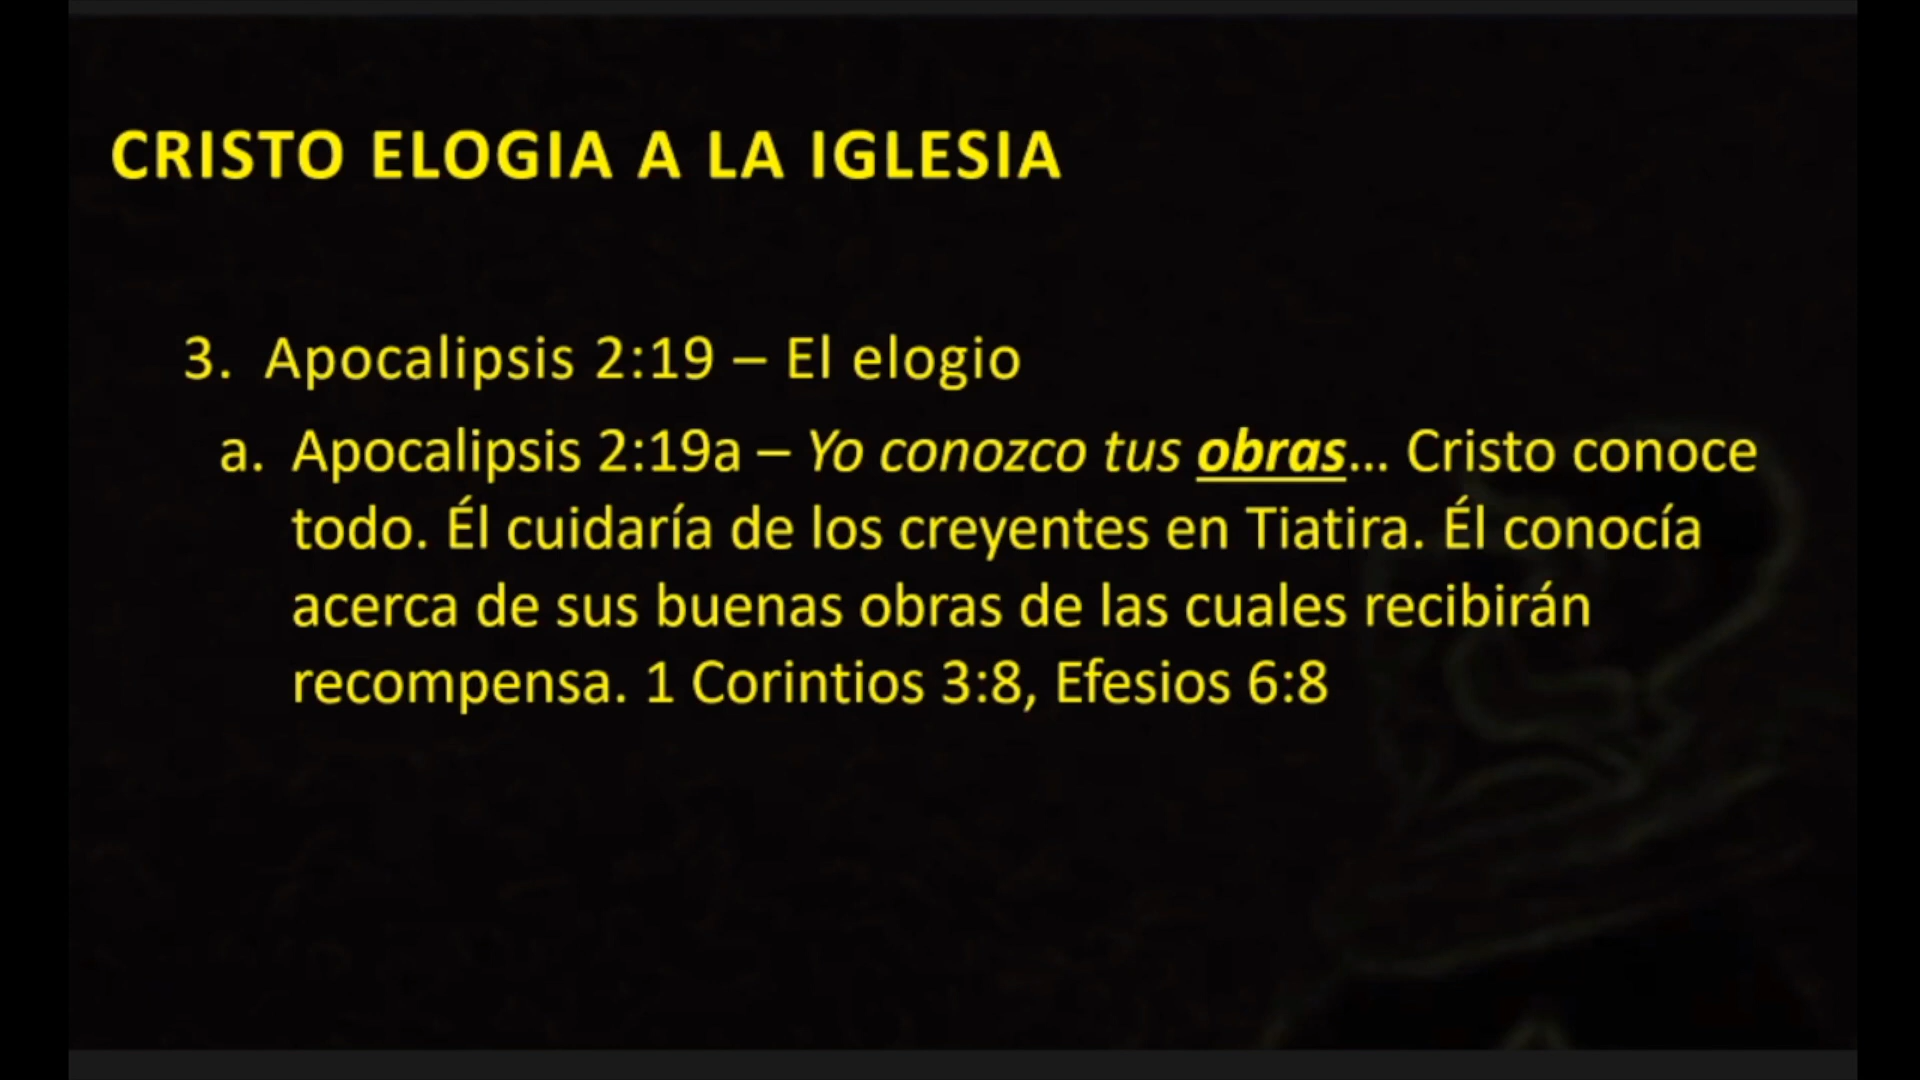 CRISTO ELOGIA A LA IGLESIA
3. Apocalipsis 2:19 – El elogio
a. Apocalipsis 2:19a – Yo conozco tus obras... Cristo conoce
todo. Él cuidaría de los creyentes en Tiatira. Él conocía
acerca de sus buenas obras de las cuales recibirán
recompensa. 1 Corintios 3:8, Efesios 6:8